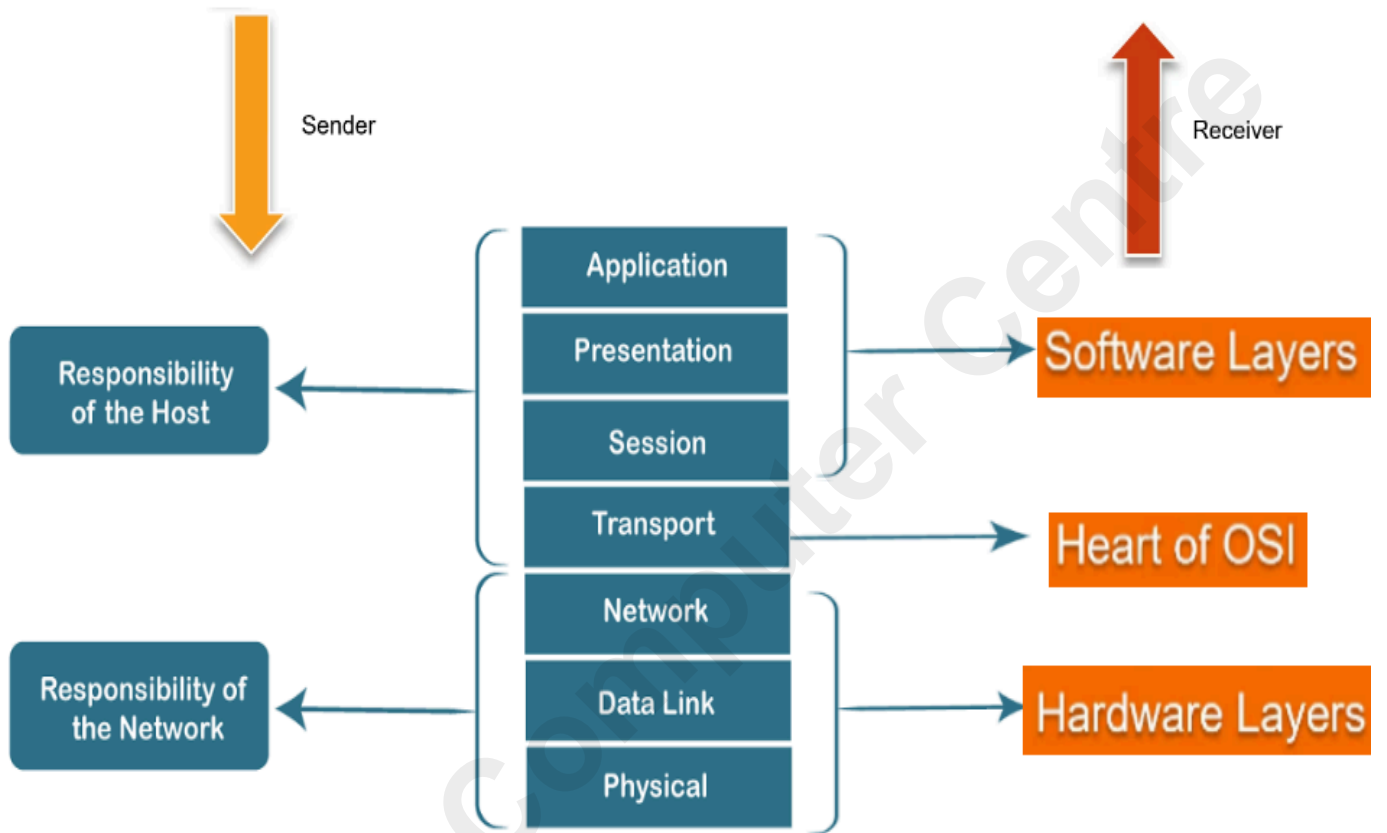 Sender
Receiver
Application
Presentation
Session
Transport
Network
Data Link
Physical
Responsibility
of the Host
Responsibility of
the Network
Software Layers
Heart of OSI
Hardware Layers
Computer Centre